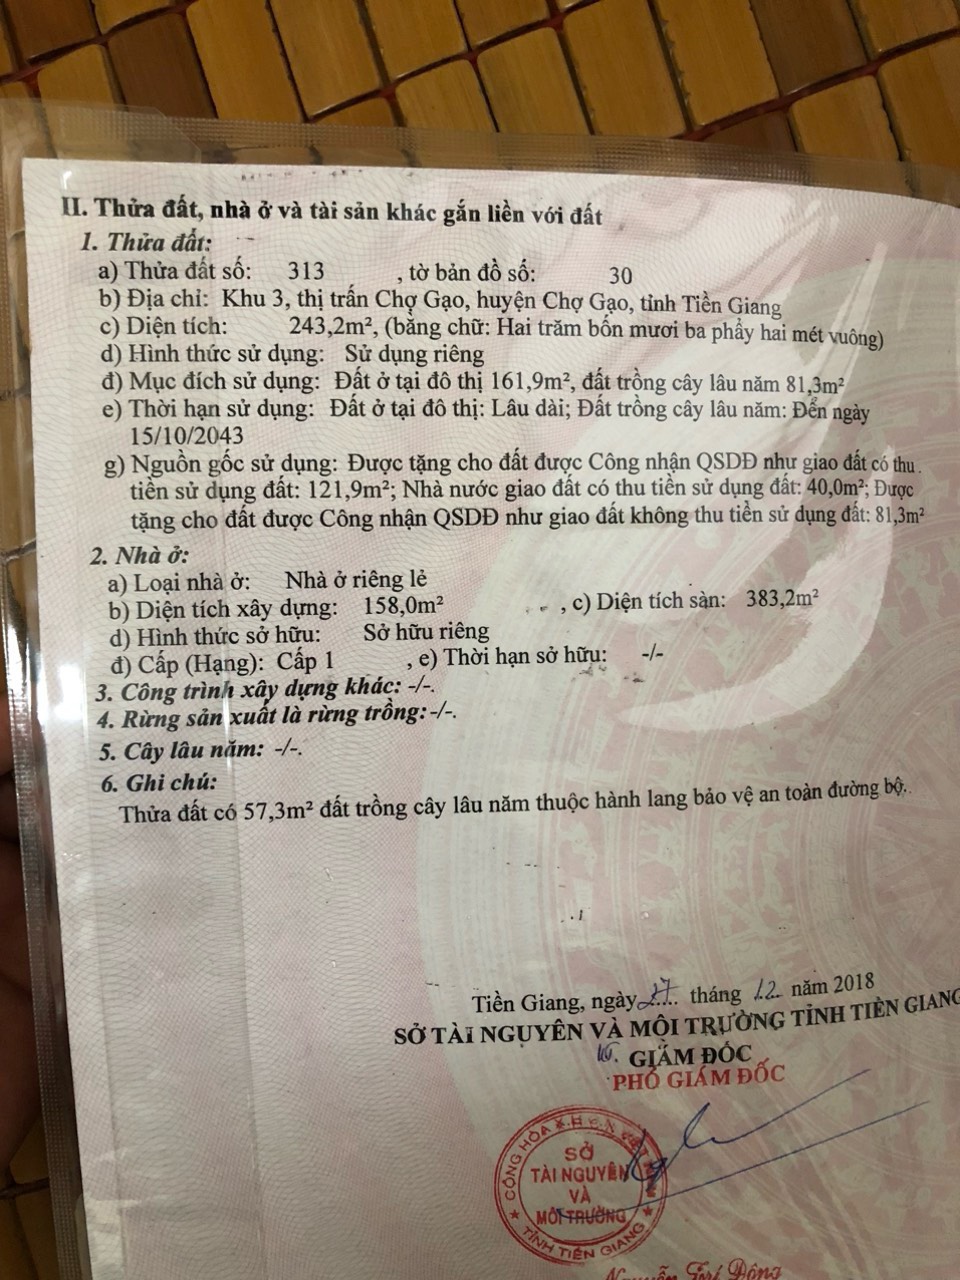 II. Thửa đất, nhà ở và tài sản khác gắn liền với đất
1. Thửa đất:
a) Thửa đất số: 313 , tờ bản đồ số: 30
b) Địa chỉ: Khu 3, thị trấn Chợ Gạo, huyện Chợ Gạo, tỉnh Tiền Giang
c) Diện tích: 243,2m², (bằng chữ: Hai trăm bốn mươi ba phẩy hai mét vuông)
d) Hình thức sử dụng: Sử dụng riêng
đ) Mục đích sử dụng: Đất ở tại đô thị 161,9m², đất trồng cây lâu năm 81,3m²
e) Thời hạn sử dụng: Đất ở tại đô thị: Lâu dài; Đất trồng cây lâu năm: Đến ngày
15/10/2043
g) Nguồn gốc sử dụng: Được tặng cho đất được Công nhận QSDĐ như giao đất có thu
tiền sử dụng đất: 121,9m²; Nhà nước giao đất có thu tiền sử dụng đất: 40,0m²; Được
tặng cho đất được Công nhận QSDĐ như giao đất không thu tiền sử dụng đất: 81,3m²
2. Nhà ở:
a) Loại nhà ở: Nhà ở riêng lẻ
b) Diện tích xây dựng: 158,0m² , c) Diện tích sàn: 383,2m²
d) Hình thức sở hữu: Sở hữu riêng
đ) Cấp (Hạng): Cấp 1 , e) Thời hạn sở hữu: -/-
3. Công trình xây dựng khác: -/-.
4. Rừng sản xuất là rừng trồng: -/-.
5. Cây lâu năm: -/-.
6. Ghi chú:
Thửa đất có 57,3m² đất trồng cây lâu năm thuộc hành lang bảo vệ an toàn đường bộ.
Tiền Giang, ngày 27 tháng 12 năm 2018
SỞ TÀI NGUYÊN VÀ MÔI TRƯỜNG TỈNH TIỀN GIANG
KT. GIÁM ĐỐC
PHÓ GIÁM ĐỐC
CỘNG HÒA X.H.C.N VIỆT NAM
SỞ
TÀI NGUYÊN
VÀ
MÔI TRƯỜNG
TỈNH TIỀN GIANG
Nguyễn Trí Đông